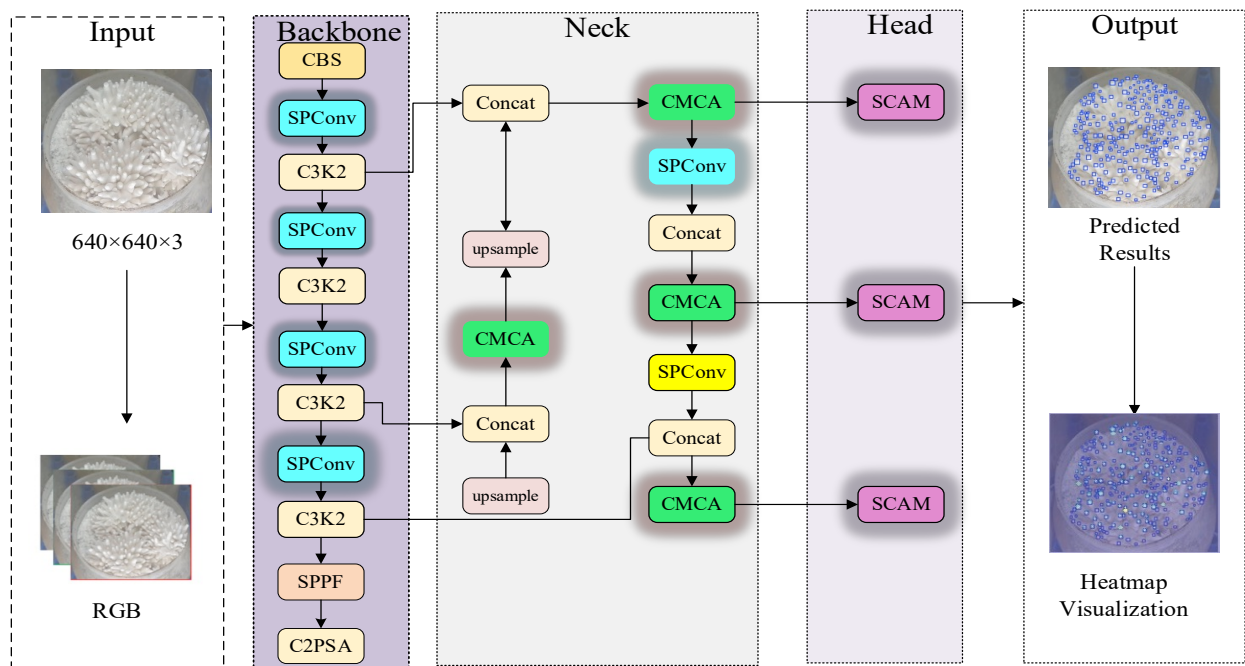 Input
640×640×3
RGB
Backbone
CBS
SPConv
C3K2
SPConv
C3K2
SPConv
C3K2
SPConv
C3K2
SPPF
C2PSA
Neck
Concat
upsample
CMCA
Concat
upsample
CMCA
SPConv
Concat
CMCA
SPConv
Concat
CMCA
Head
SCAM
SCAM
SCAM
Output
Predicted
Results
Heatmap
Visualization